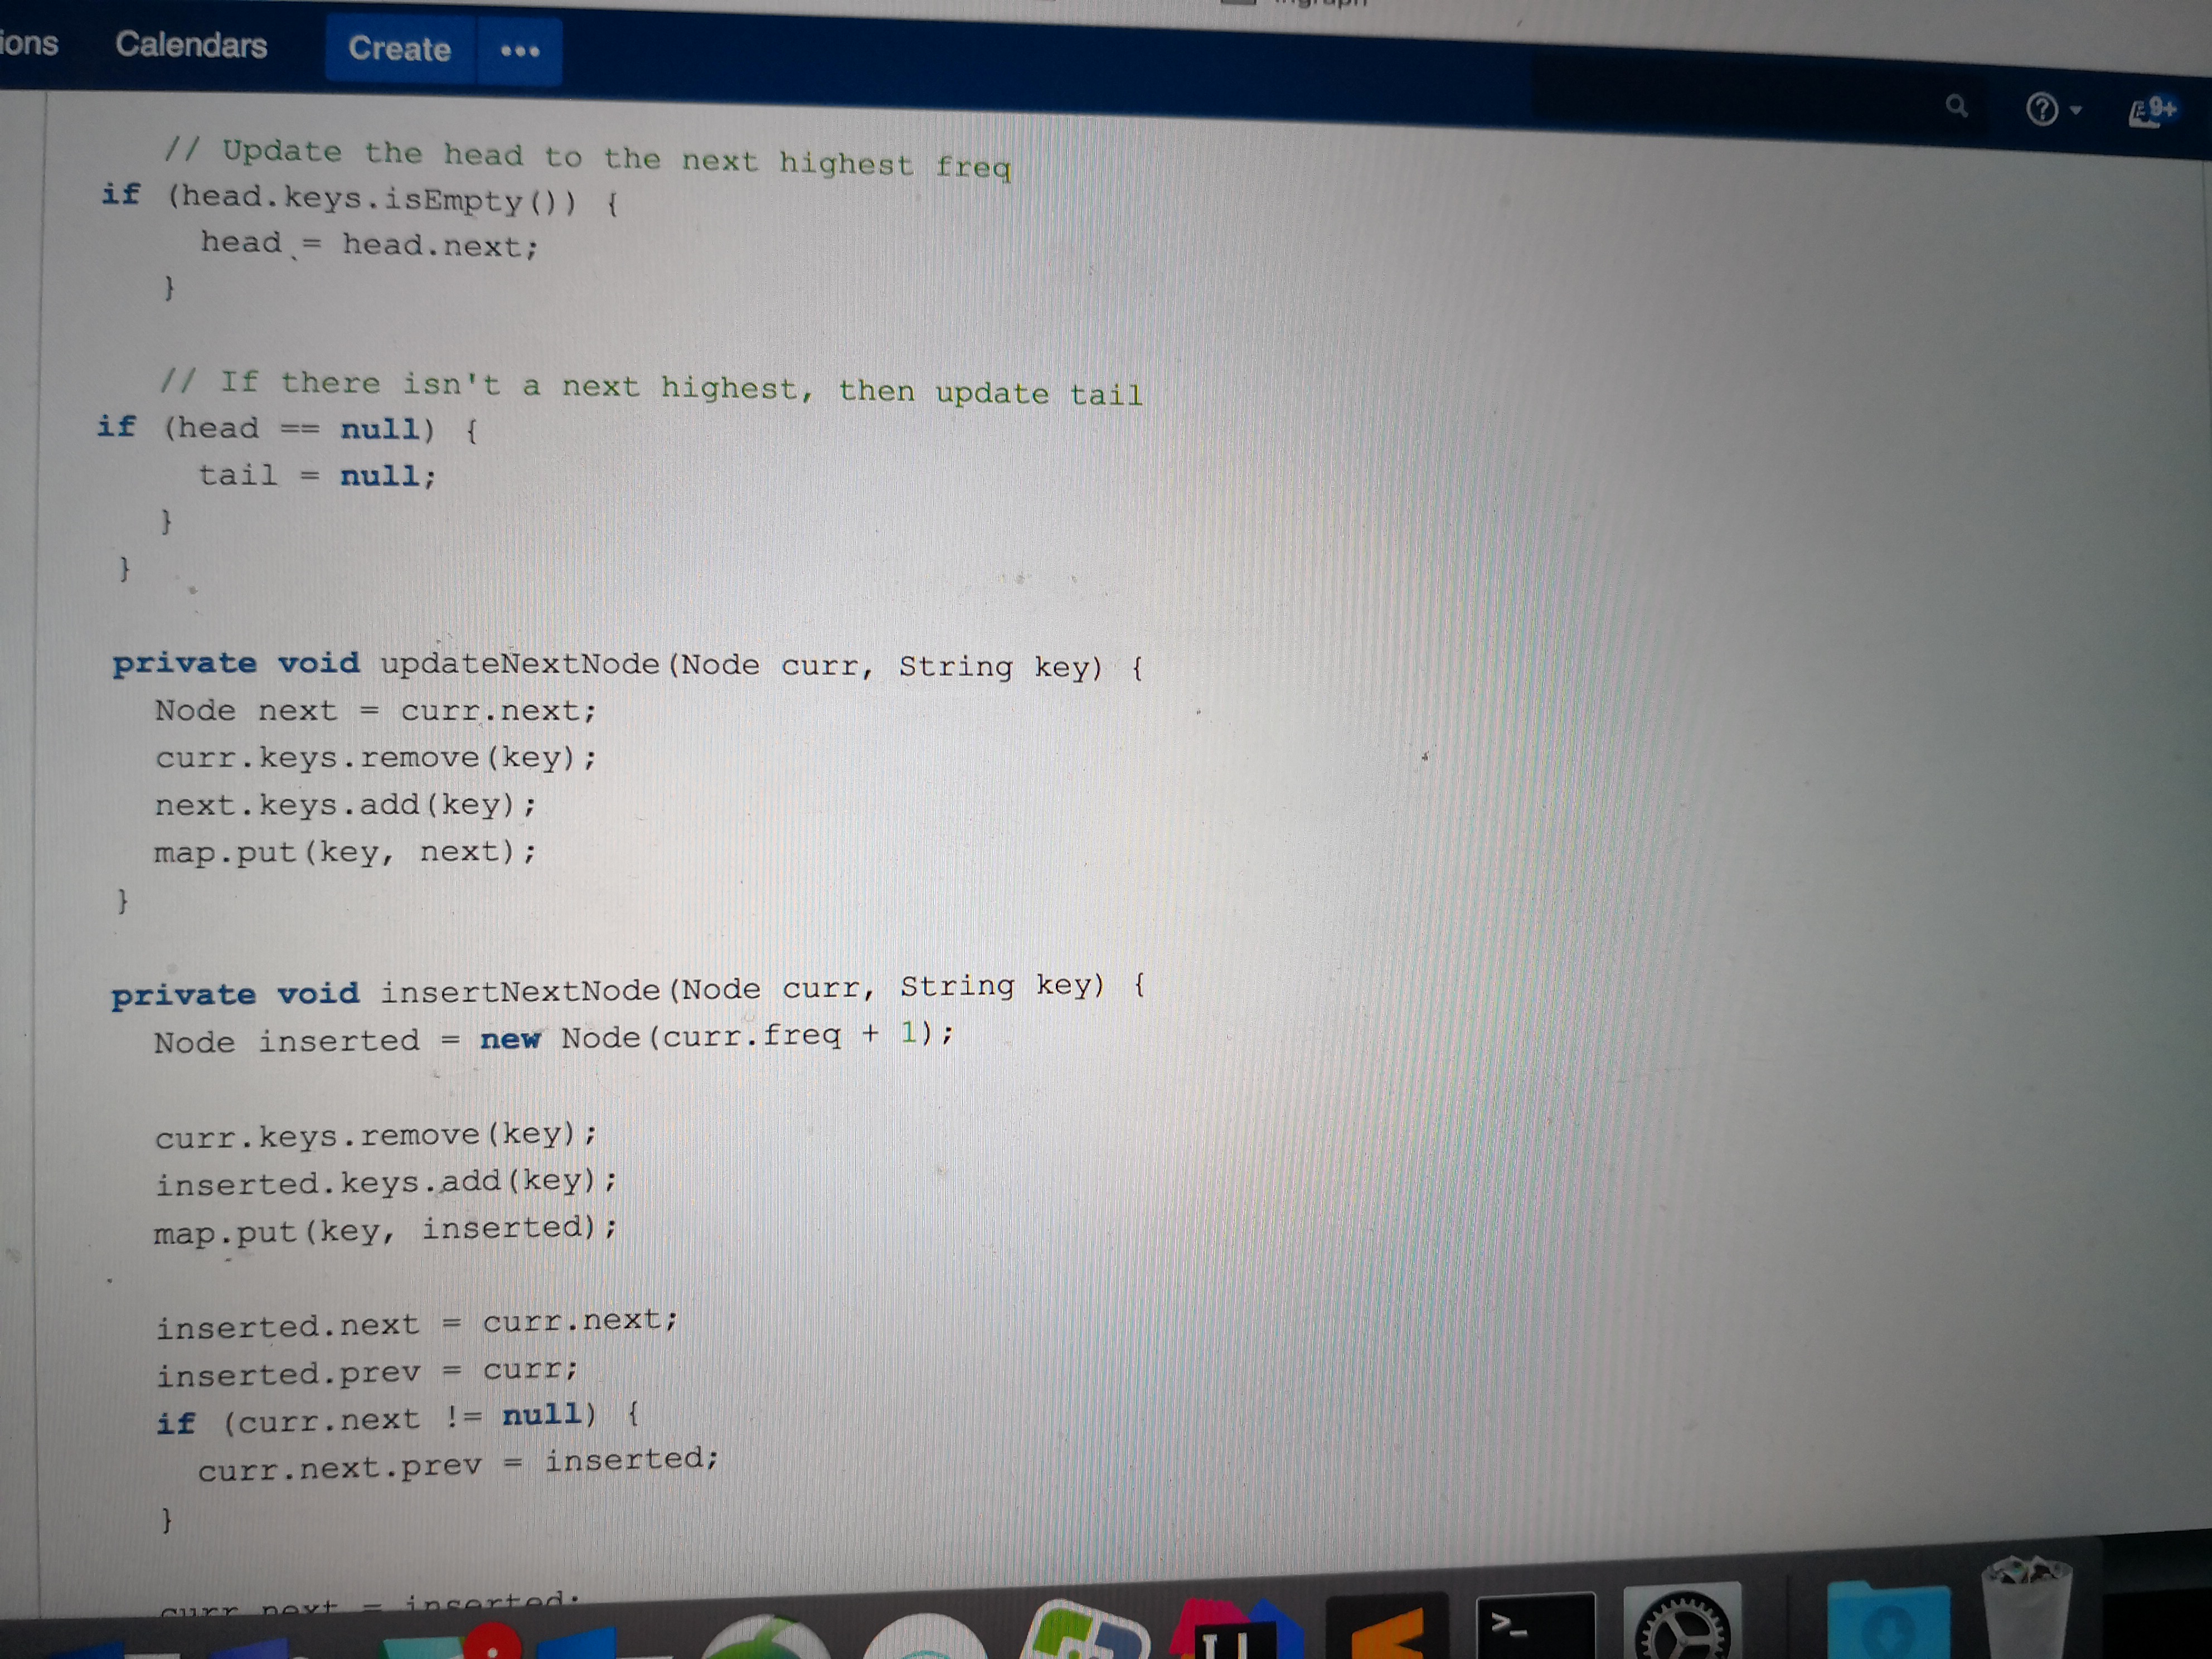 ions Calendars Create •••
9+
// Update the head to the next highest freq
if (head.keys.isEmpty()) {
head = head.next;
}
// If there isn't a next highest, then update tail
if (head == null) {
tail = null;
}
}
private void updateNextNode(Node curr, String key) {
Node next = curr.next;
curr.keys.remove(key);
next.keys.add(key);
map.put(key, next);
}
private void insertNextNode(Node curr, String key) {
Node inserted = new Node(curr.freq + 1);
curr.keys.remove(key);
inserted.keys.add(key);
map.put(key, inserted);
inserted.next = curr.next;
inserted.prev = curr;
if (curr.next != null) {
curr.next.prev = inserted;
}
curr next = inserted;
>_